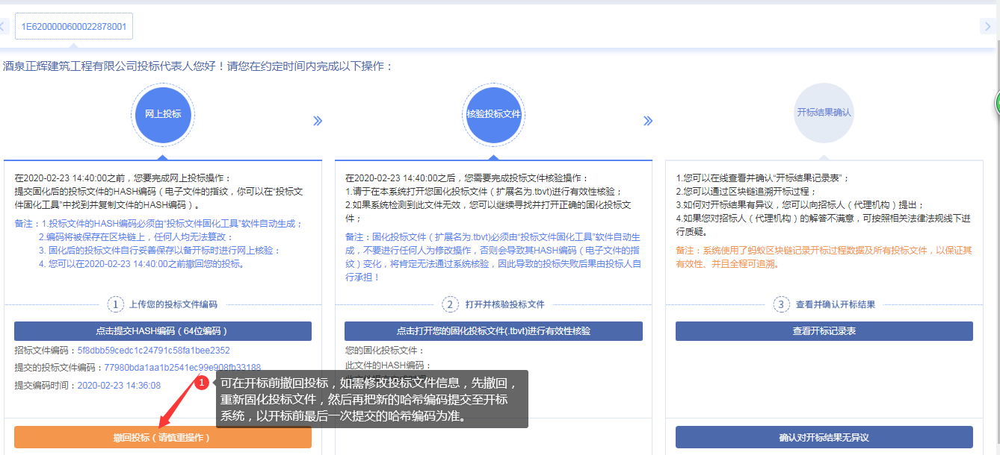 1E6200000600022878001
酒泉正辉建筑工程有限公司投标代表人您好！请您在约定时间内完成以下操作：
网上投标
核验投标文件
开标结果确认
在2020-02-23 14:40:00之前，您要完成网上投标操作：
提交固化后的投标文件的HASH编码（电子文件的指纹，你可以在“投标文
件固化工具”中找到并复制文件的HASH编码）。
备注：1.投标文件的HASH编码必须由“投标文件固化工具”软件自动生成；
2.编码将被保存在区块链上，任何人均无法篡改：
3. 固化后的投标文件自行妥善保存以备开标时进行网上核验：
4. 您可以在2020-02-23 14:40:00之前撤回您的投标。
1 上传您的投标文件编码
点击提交HASH编码（64位编码）
招标文件编码：5f8dbb59cedc1c24791c58fa1bee2352
提交的投标文件编码：77980bda1aa1b2541ec99e908fb33188
提交编码时间：2020-02-23 14:36:08
撤回投标（请慎重操作）
在2020-02-23 14:40:00之后，您需要完成投标文件核验操作：
1.请于在本系统打开您固化投标文件（扩展名为.tbvt)进行有效性核验；
2.如果系统检测到此文件无效，您可以继续寻找并打开正确的固化投标文
件；
备注：固化投标文件（扩展名为.tbvt)必须由“投标文件固化工具”软件自动生
成，不要进行任何人为修改操作，否则会导致其HASH编码（电子文件的指
纹）变化，将肯定无法通过系统核验，因此导致的投标失败后果由投标人自
行承担！
2 打开并核验投标文件
点击打开您的固化投标文件(.tbvt)进行有效性核验
您的固化投标文件：
此文件的HASH编码：
1 可在开标前撤回投标，如需修改投标文件信息，先撤回，
重新固化投标文件，然后再把新的哈希编码提交至开标
系统，以开标前最后一次提交的哈希编码为准。
1.您可以在线查看并确认“开标结果记录表”；
2.您可以通过区块链追溯开标过程；
3.如何对开标结果有异议，您可以向招标人（代理机构）提出；
4.如果您对招标人（代理机构）的解答不满意，可按照相关法律法规线下进
行质疑。
备注：系统使用了蚂蚁区块链记录开标过程数据及所有投标文件，以保证其
有效性、并且全程可追溯。
3 查看并确认开标结果
查看开标记录表
确认对开标结果无异议